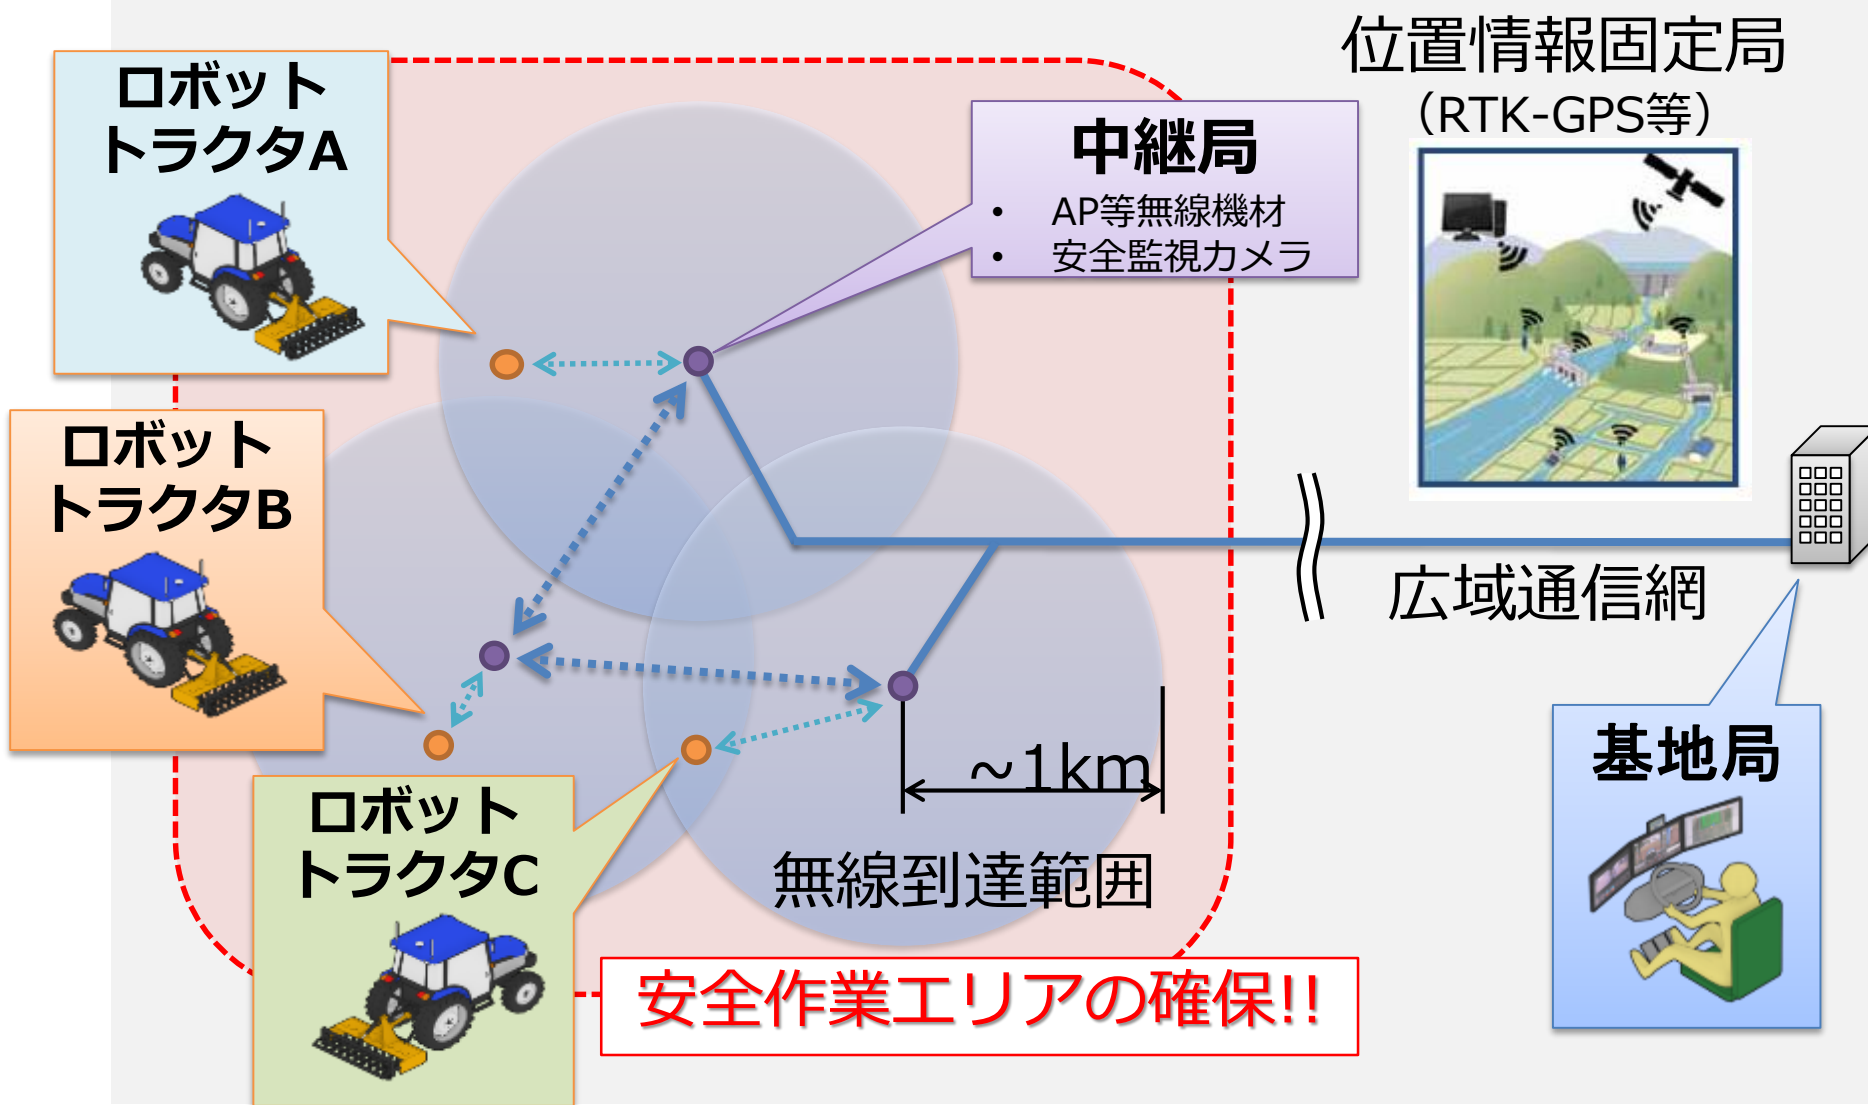 位置情報固定局
（RTK-GPS等）
ロボット
トラクタA
中継局
• AP等無線機材
• 安全監視カメラ
ロボット
トラクタB
広域通信網
基地局
~1km
ロボット
トラクタC
無線到達範囲
安全作業エリアの確保!!